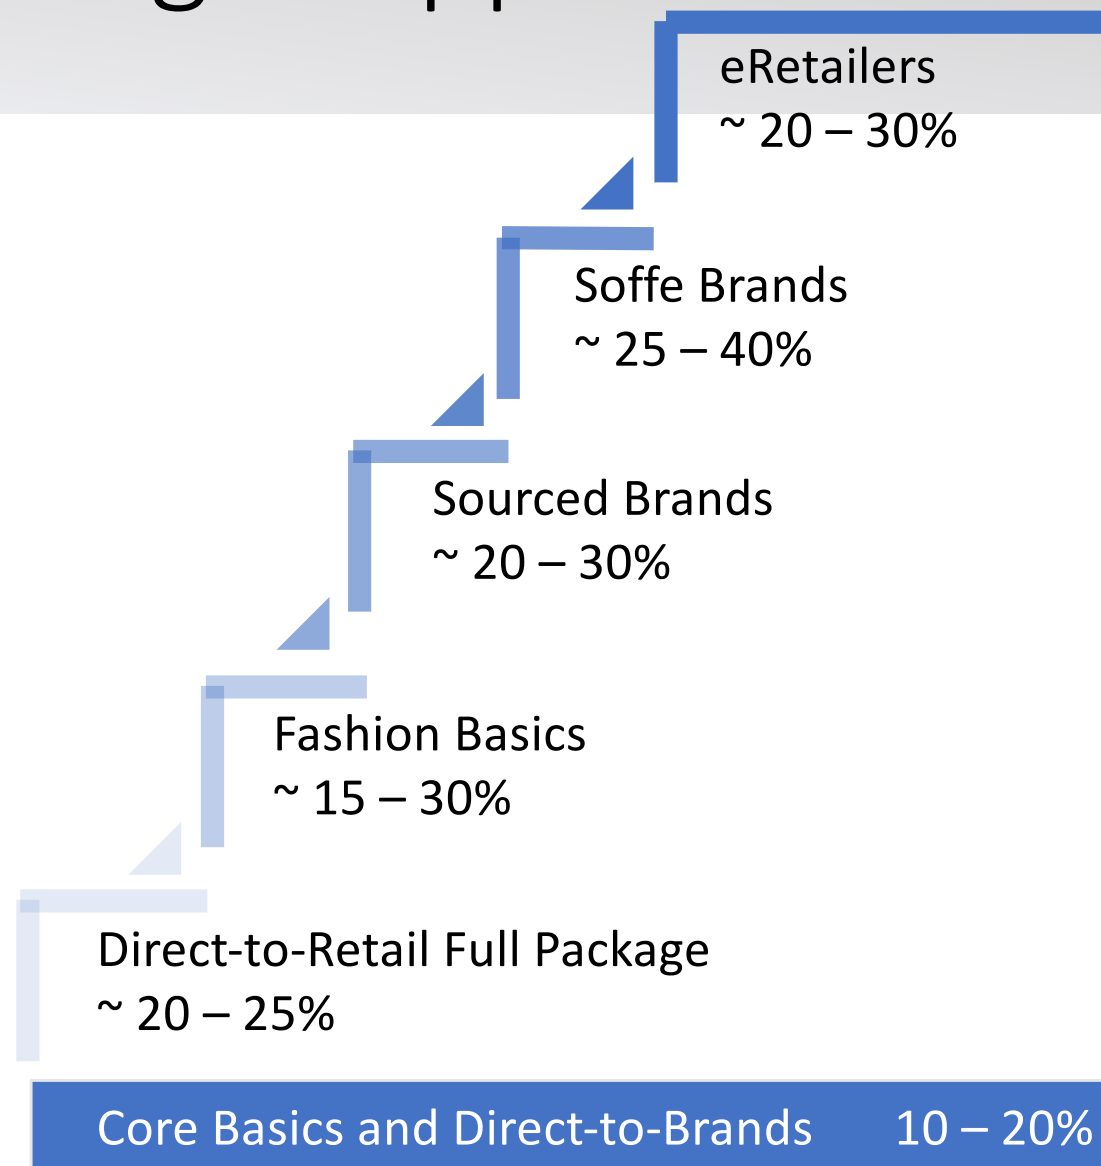 eRetailers
~ 20 – 30%
Soffe Brands
~ 25 – 40%
Sourced Brands
~ 20 – 30%
Fashion Basics
~ 15 – 30%
Direct-to-Retail Full Package
~ 20 – 25%
Core Basics and Direct-to-Brands 10 – 20%